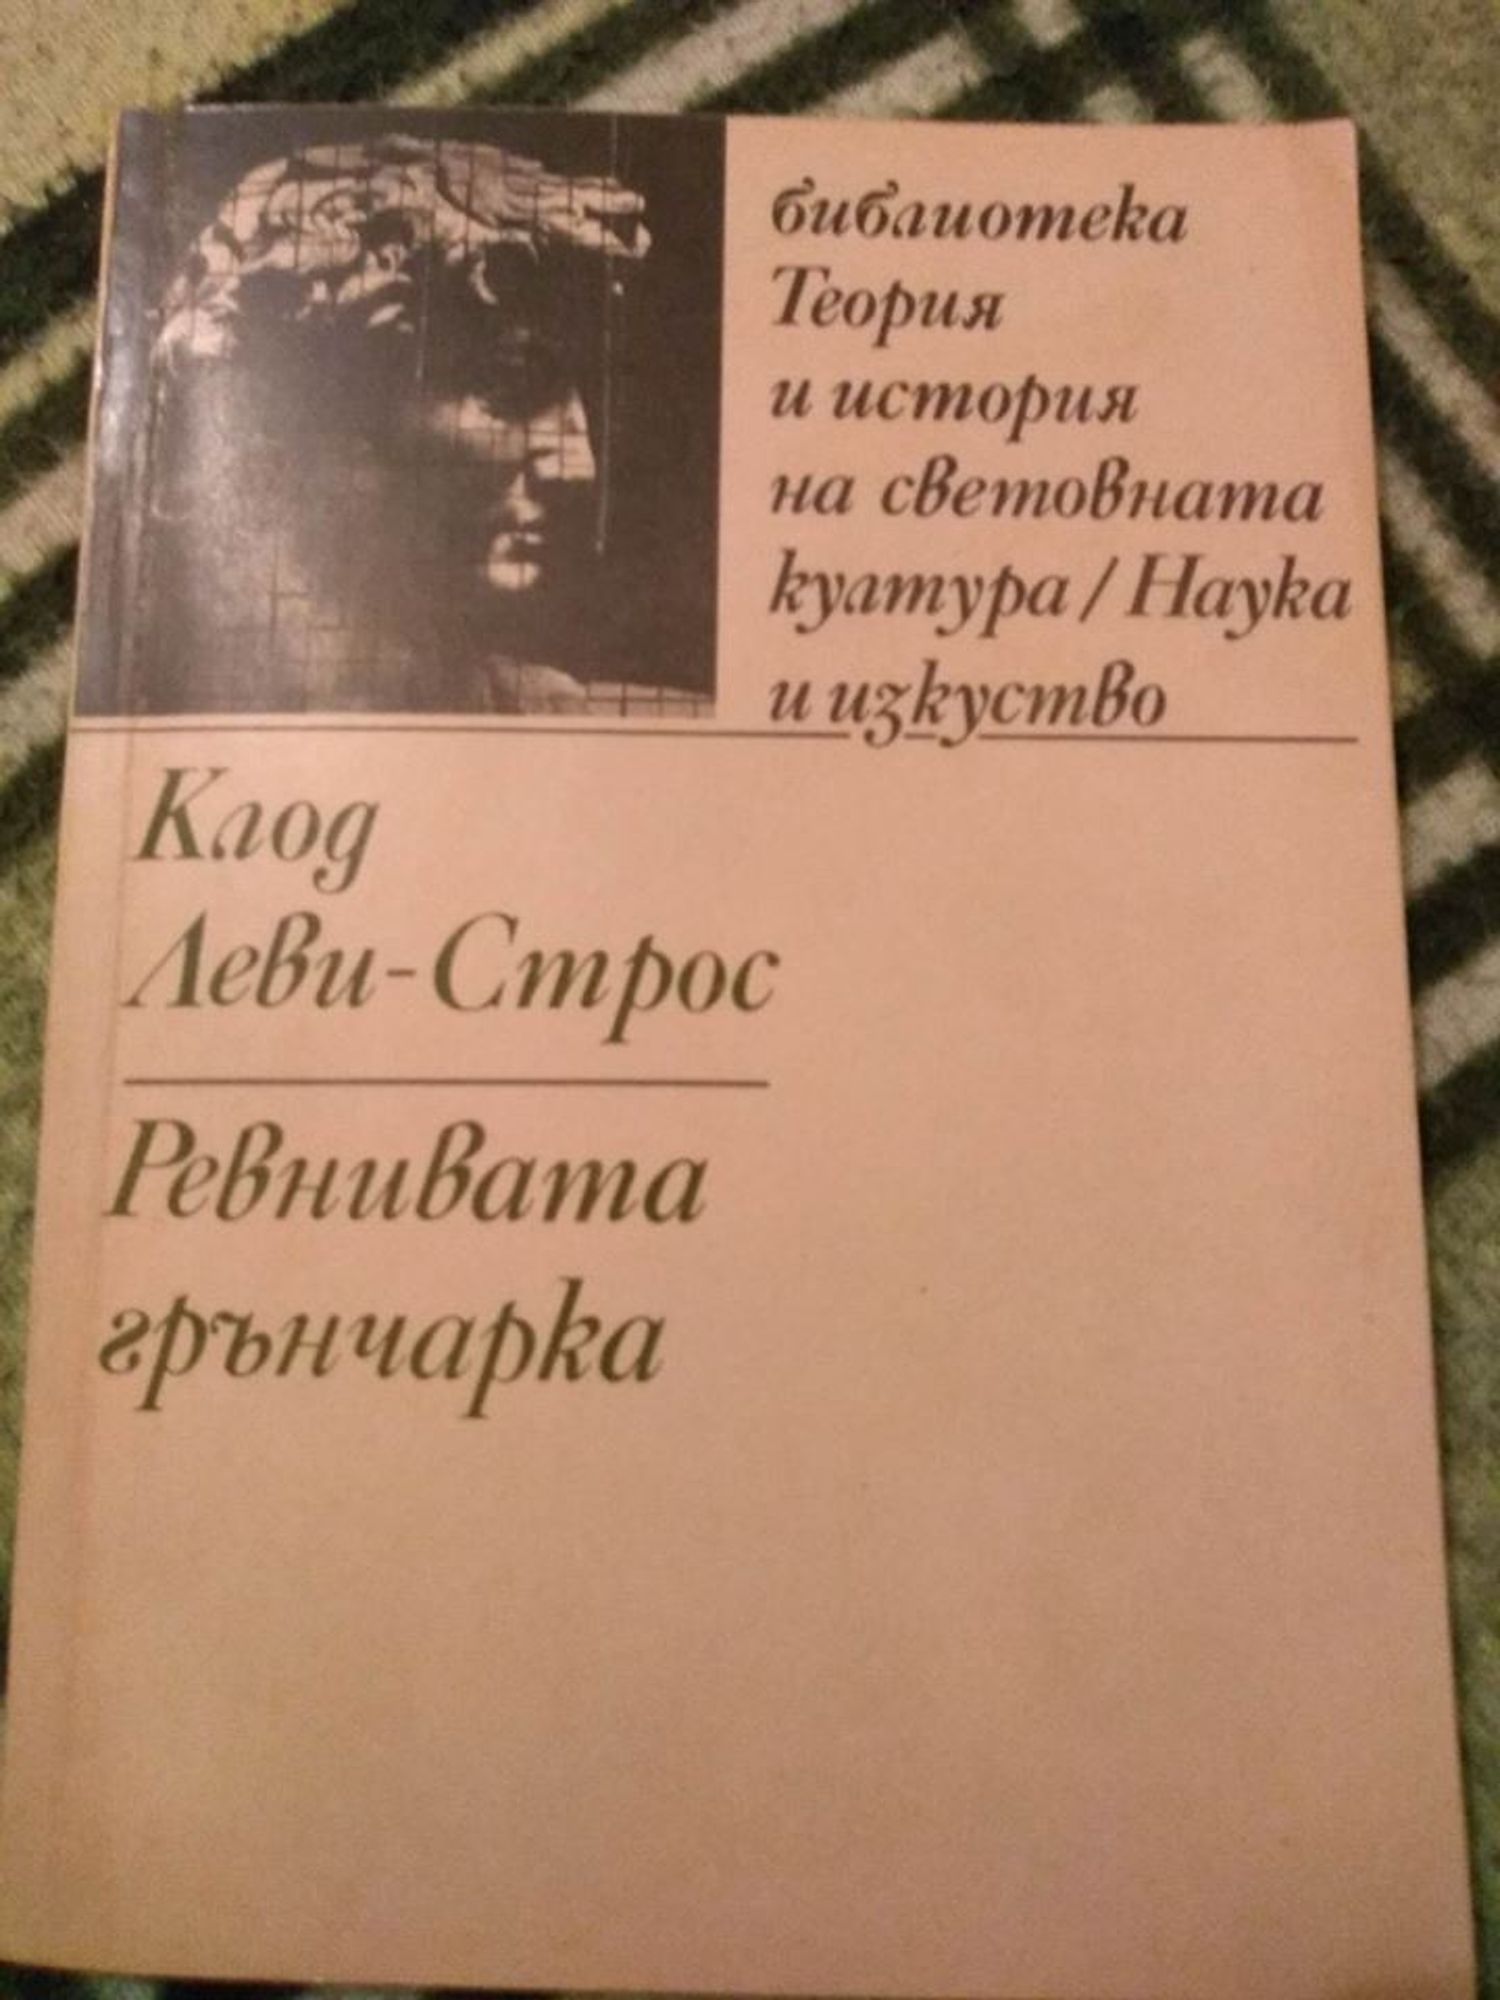 библиотека
Теория
и история
на световната
култура / Наука
и изкуство
Клод
Леви-Строс
Ревнивата
грънчарка